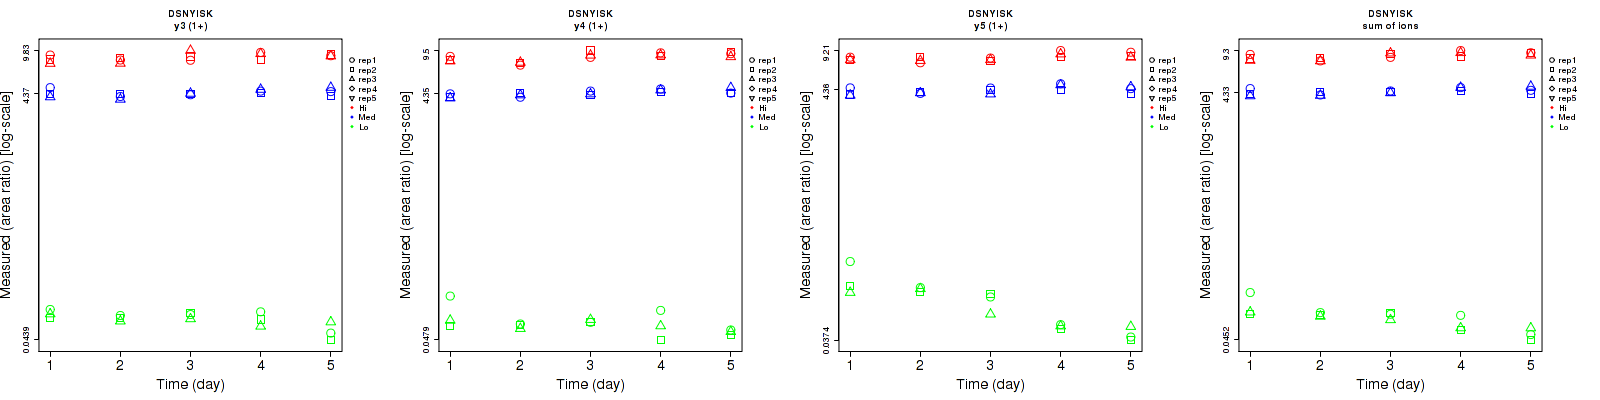 DSNYISK
y3 (1+)
Measured (area ratio) [log-scale]
9.83
4.37
0.0439
1 2 3 4 5
Time (day)
rep1
rep2
rep3
rep4
rep5
Hi
Med
Lo
DSNYISK
y4 (1+)
Measured (area ratio) [log-scale]
9.5
4.35
0.0479
1 2 3 4 5
Time (day)
rep1
rep2
rep3
rep4
rep5
Hi
Med
Lo
DSNYISK
y5 (1+)
Measured (area ratio) [log-scale]
9.21
4.36
0.0374
1 2 3 4 5
Time (day)
rep1
rep2
rep3
rep4
rep5
Hi
Med
Lo
DSNYISK
sum of ions
Measured (area ratio) [log-scale]
9.3
4.33
0.0452
1 2 3 4 5
Time (day)
rep1
rep2
rep3
rep4
rep5
Hi
Med
Lo